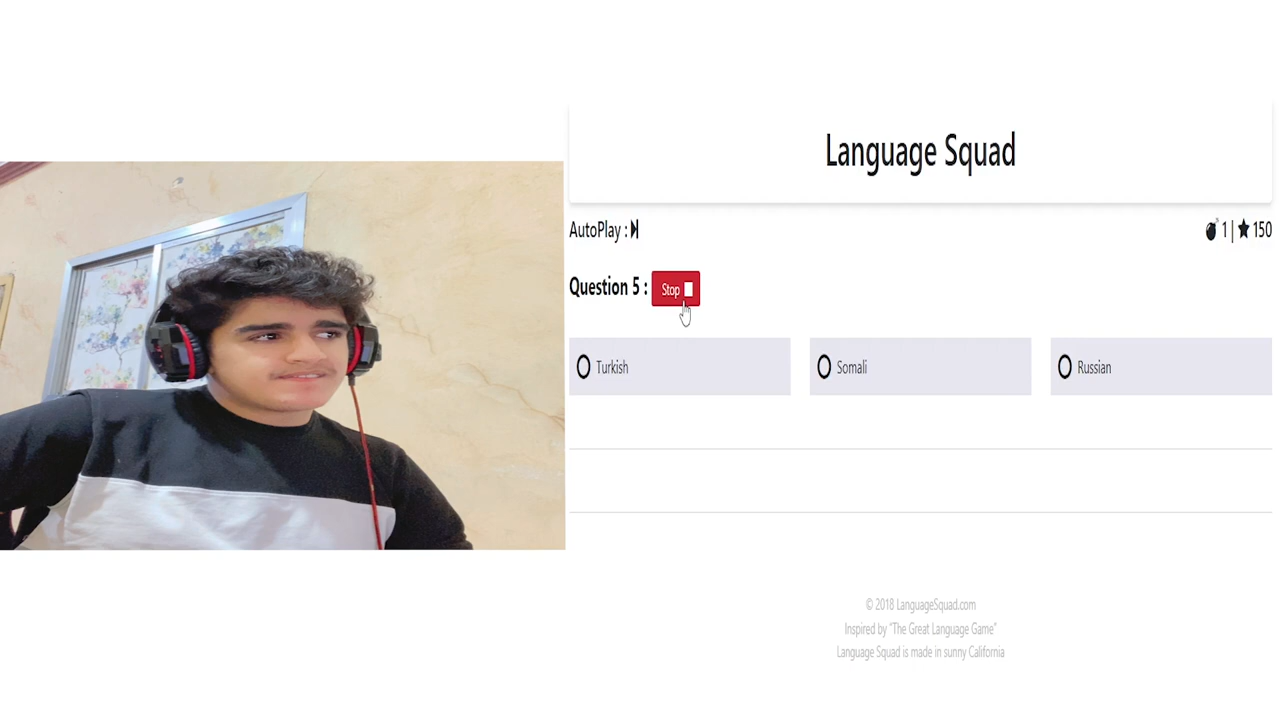 Language Squad
AutoPlay :
1 | 150
Question 5 : Stop
Turkish
Somali
Russian
© 2018 LanguageSquad.com
Inspired by "The Great Language Game"
Language Squad is made in sunny California